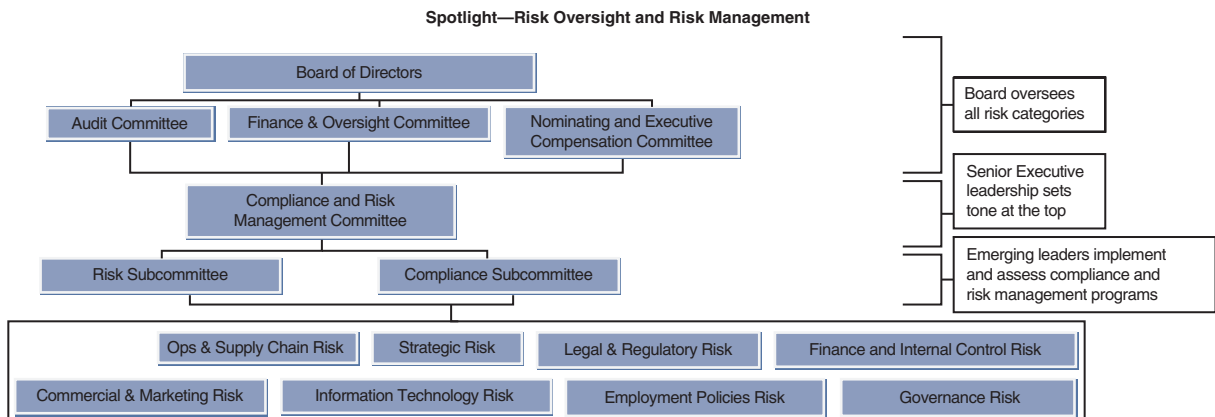 Spotlight—Risk Oversight and Risk Management
Board of Directors
Audit Committee
Finance & Oversight Committee
Nominating and Executive
Compensation Committee
Board oversees
all risk categories
Compliance and Risk
Management Committee
Senior Executive
leadership sets
tone at the top
Risk Subcommittee
Compliance Subcommittee
Emerging leaders implement
and assess compliance and
risk management programs
Ops & Supply Chain Risk
Strategic Risk
Legal & Regulatory Risk
Finance and Internal Control Risk
Commercial & Marketing Risk
Information Technology Risk
Employment Policies Risk
Governance Risk